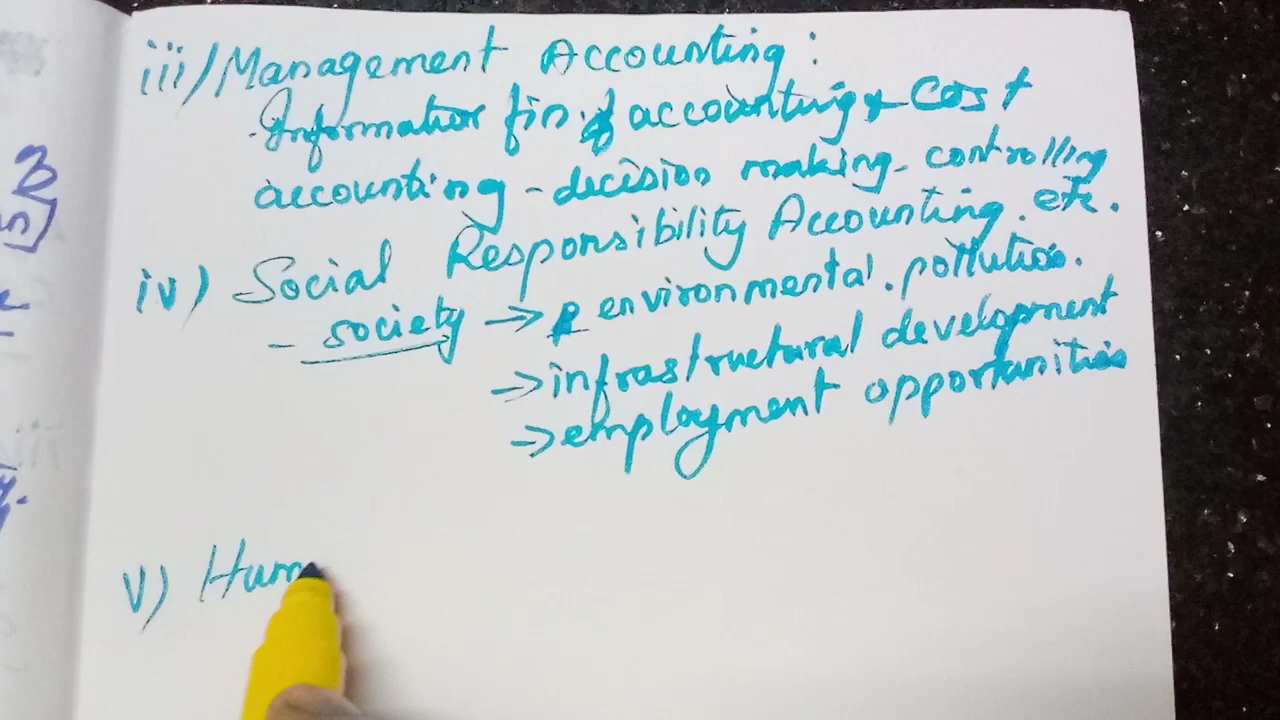 iii) Management Accounting:
Information fin. accounting & cost
accounting - decision making - controlling
etc.
iv) Social Responsibility Accounting.
- society → environmental. pollution.
→ infrastructural development
→ employment opportunities
v) Hum